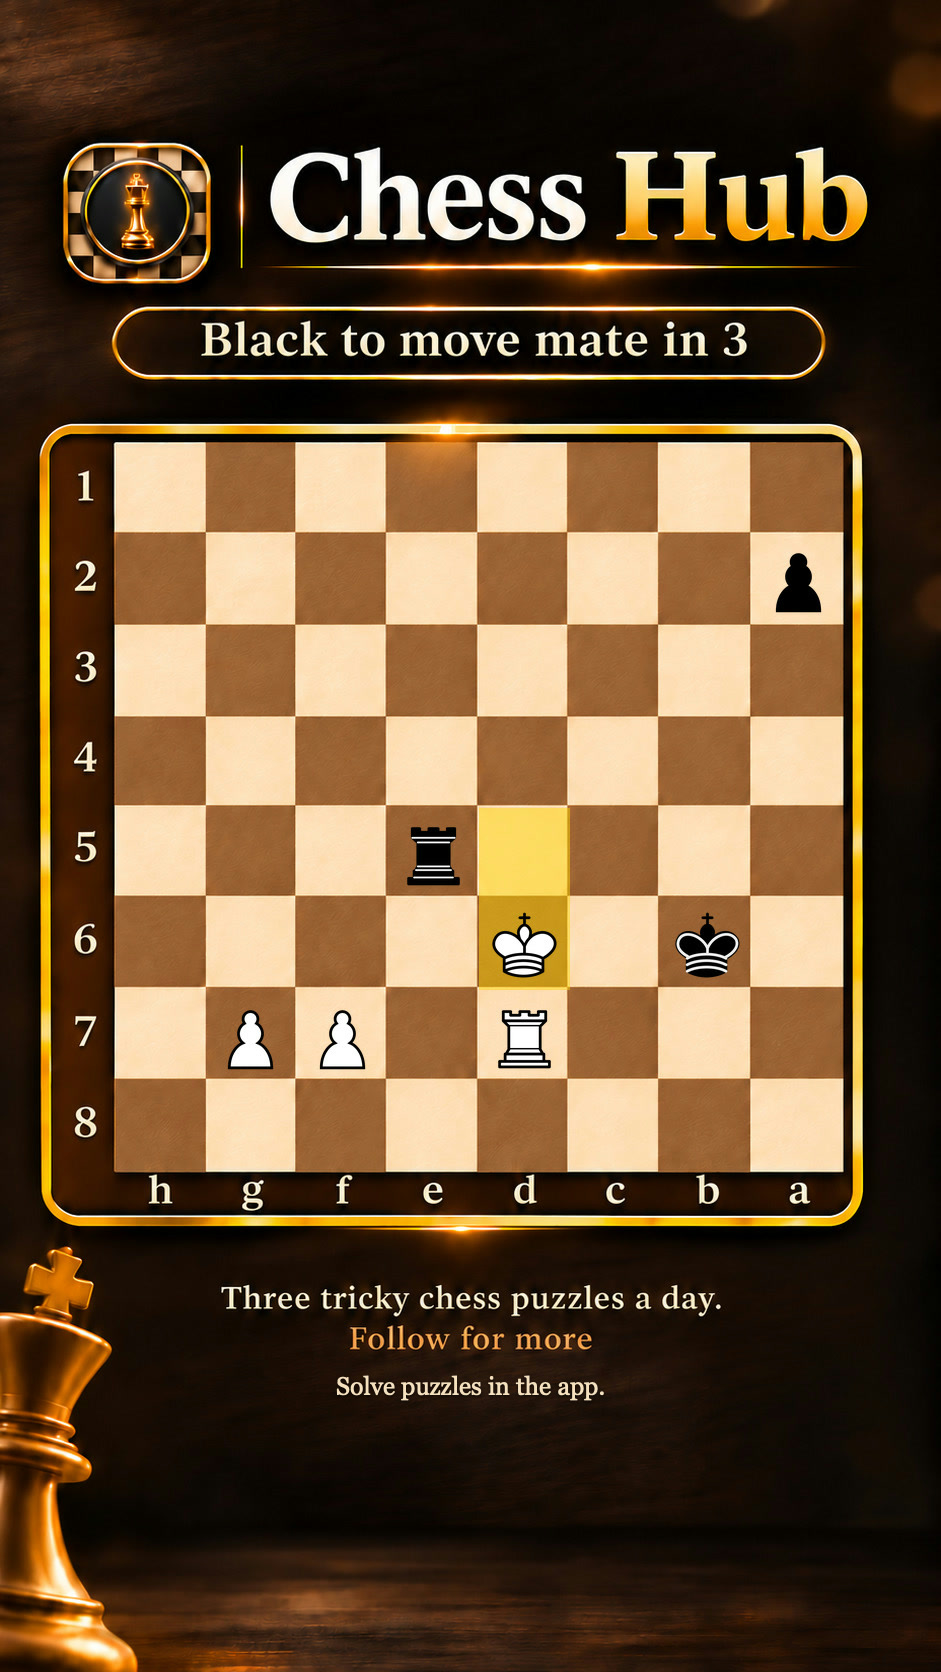 Chess Hub
Black to move mate in 3
1
2
3
4
5
6
7
8
h g f e d c b a
Three tricky chess puzzles a day.
Follow for more
Solve puzzles in the app.